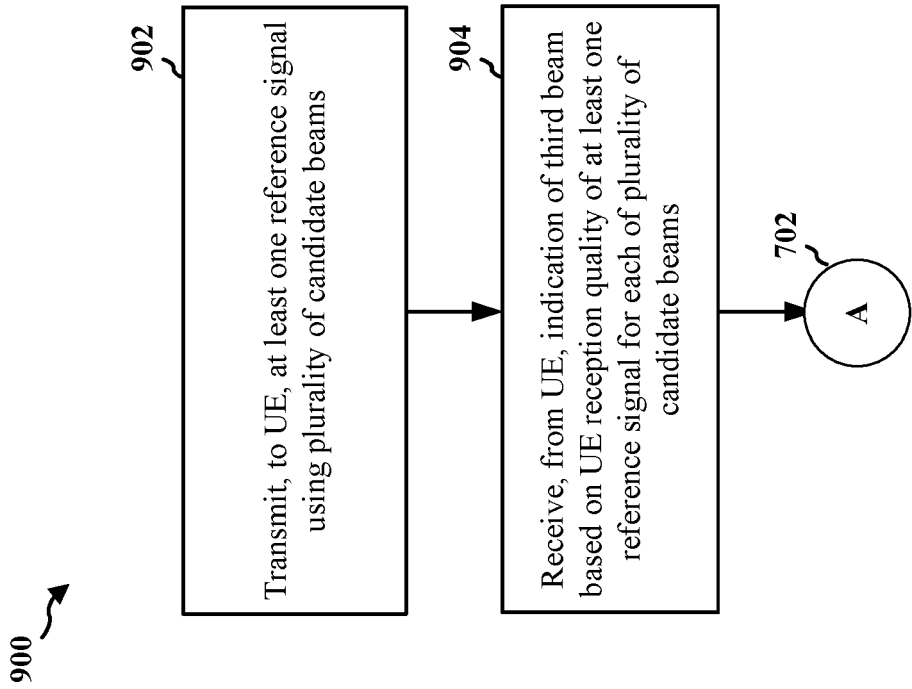 900
902
Transmit, to UE, at least one reference signal
using plurality of candidate beams
904
Receive, from UE, indication of third beam
based on UE reception quality of at least one
reference signal for each of plurality of
candidate beams
702
A